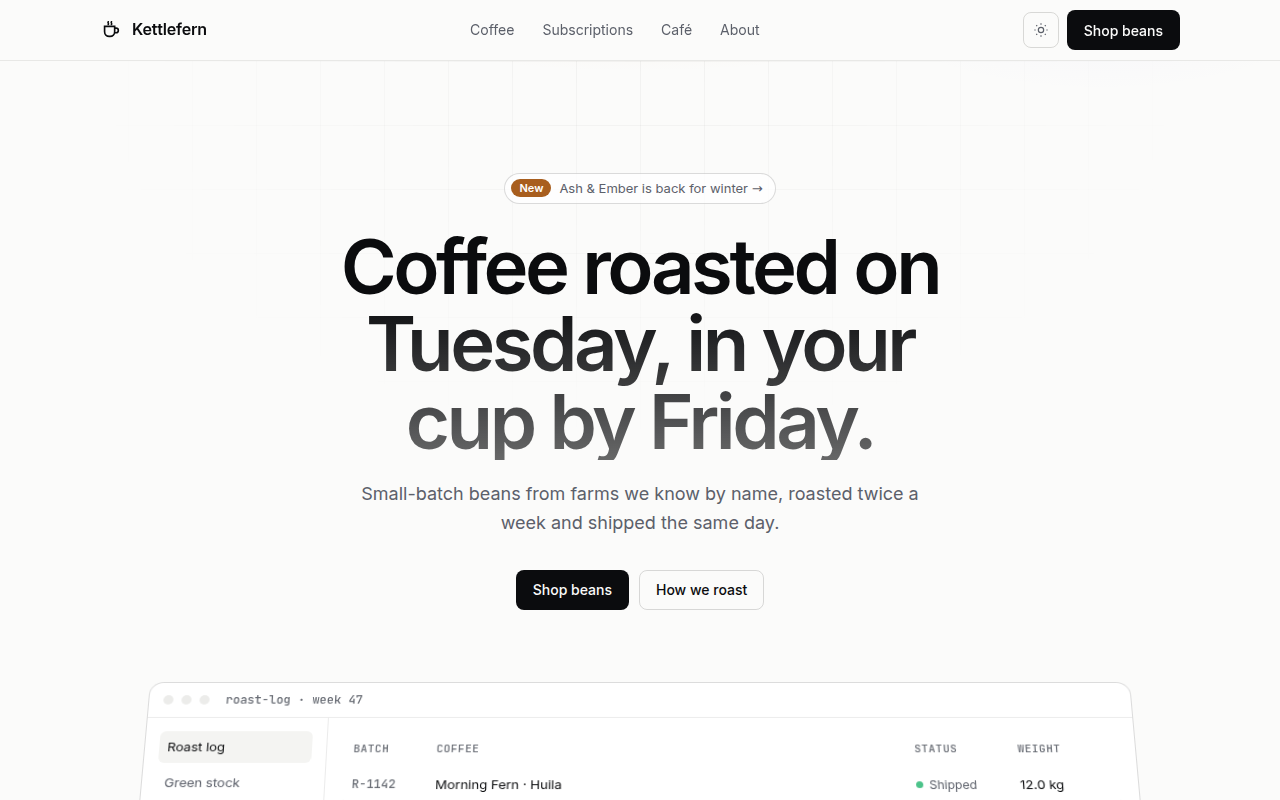 Kettlefern
Coffee
Subscriptions
Café
About
Shop beans
New
Ash & Ember is back for winter →
Coffee roasted on
Tuesday, in your
cup by Friday.
Small-batch beans from farms we know by name, roasted twice a
week and shipped the same day.
Shop beans
How we roast
roast-log · week 47
Roast log
Green stock
BATCH
COFFEE
STATUS
WEIGHT
R-1142
Morning Fern · Huila
Shipped
12.0 kg